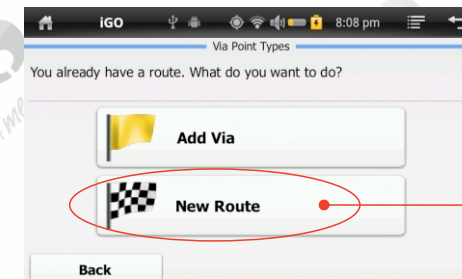 iGO 8:08 pm
Via Point Types
You already have a route. What do you want to do?
Add Via
New Route
Back